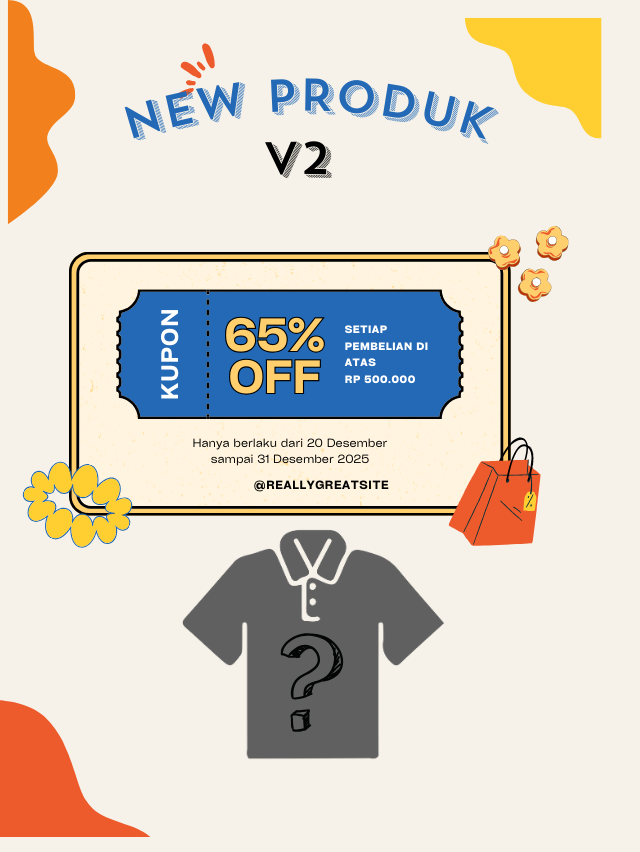 NEW PRODUK
V2
KUPON
65%
OFF
SETIAP
PEMBELIAN DI
ATAS
RP 500.000
Hanya berlaku dari 20 Desember
sampai 31 Desember 2025
@REALLYGREATSITE
%
?